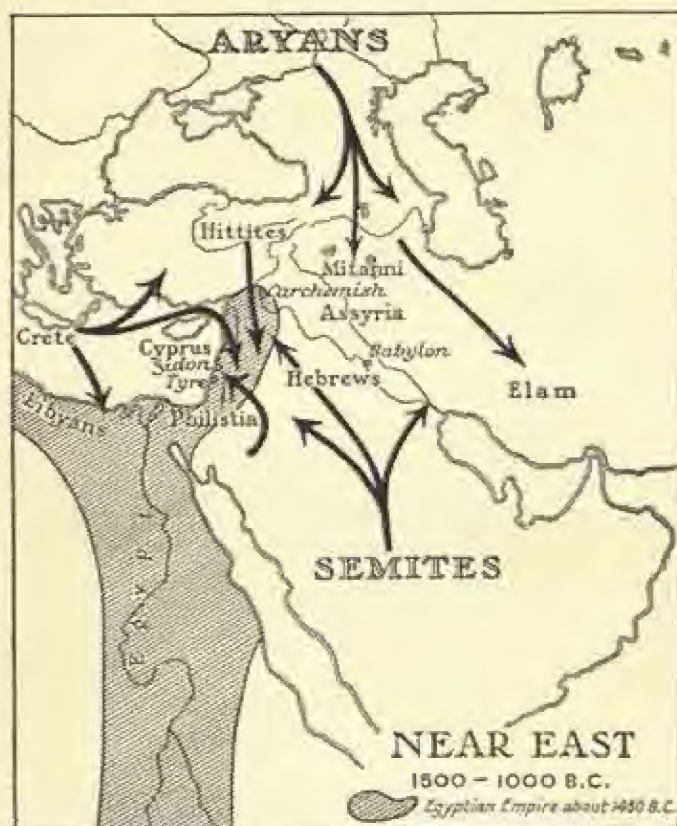 ARYANS
Hittites
Mitanni
Carchemish
Assyria
Crete
Cyprus
Sidon
Tyre
Babylon
Hebrews
Elam
Libyans
Philistia
EGYPT
SEMITES
NEAR EAST
1500 – 1000 B.C.
Egyptian Empire about 1450 B.C.